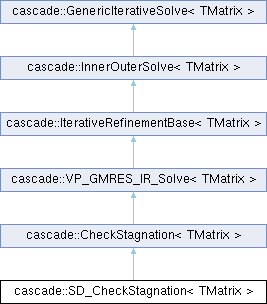 cascade::GenericIterativeSolve< TMatrix >
cascade::InnerOuterSolve< TMatrix >
cascade::IterativeRefinementBase< TMatrix >
cascade::VP_GMRES_IR_Solve< TMatrix >
cascade::CheckStagnation< TMatrix >
cascade::SD_CheckStagnation< TMatrix >